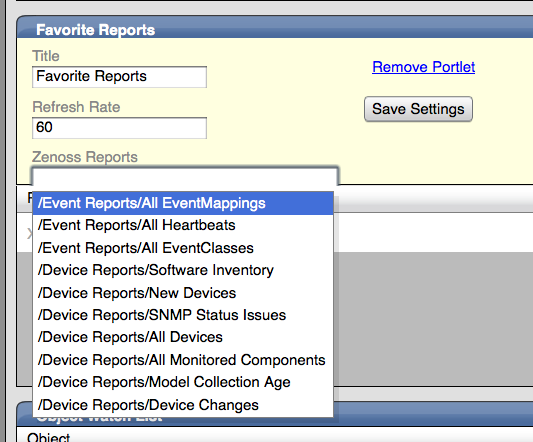 Favorite Reports
Title
Favorite Reports
Remove Portlet
Refresh Rate
60
Save Settings
Zenoss Reports
/Event Reports/All EventMappings
/Event Reports/All Heartbeats
/Event Reports/All EventClasses
/Device Reports/Software Inventory
/Device Reports/New Devices
/Device Reports/SNMP Status Issues
/Device Reports/All Devices
/Device Reports/All Monitored Components
/Device Reports/Model Collection Age
/Device Reports/Device Changes
Object Watch List
Object